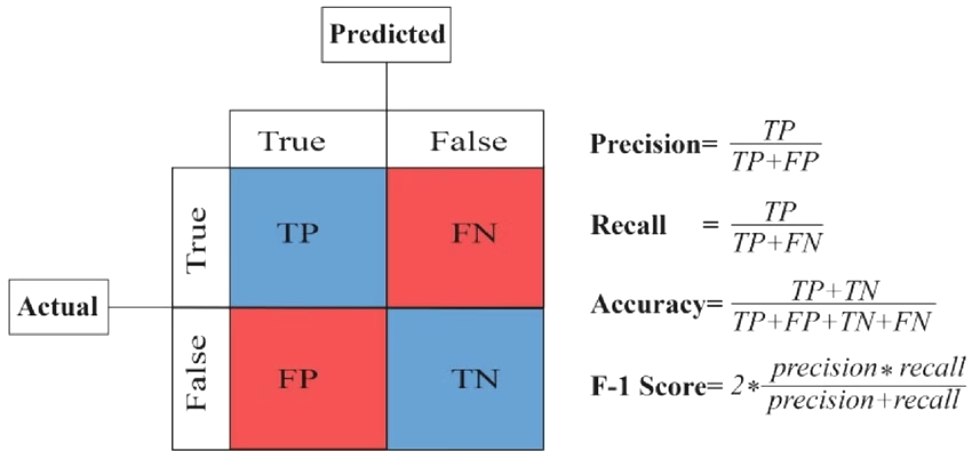 Predicted
True False
True TP FN
Actual
False FP TN
Precision= TP / TP+FP
Recall = TP / TP+FN
Accuracy= TP+TN / TP+FP+TN+FN
F-1 Score= 2* precision* recall / precision+recall